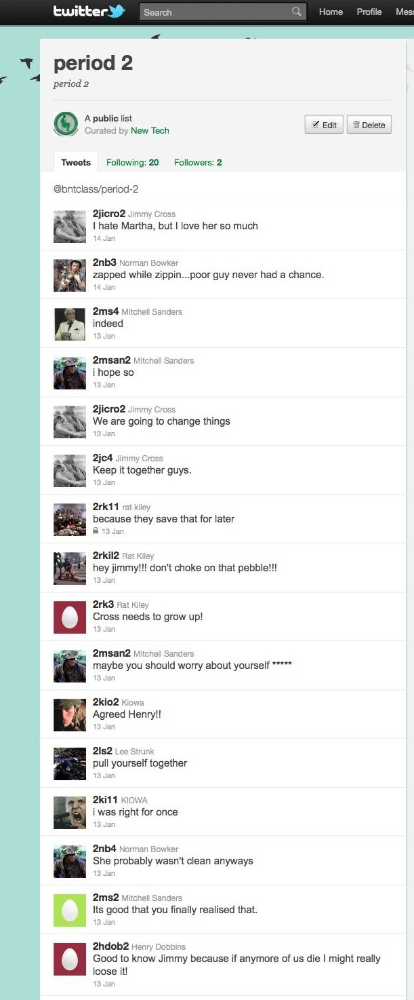 twitter
Search
Home Profile Mes
period 2
period 2
A public list
Curated by New Tech
Edit Delete
Tweets Following: 20 Followers: 2
@bntclass/period-2
2jicro2 Jimmy Cross
I hate Martha, but I love her so much
14 Jan
2nb3 Norman Bowker
zapped while zippin...poor guy never had a chance.
14 Jan
2ms4 Mitchell Sanders
indeed
13 Jan
2msan2 Mitchell Sanders
i hope so
13 Jan
2jicro2 Jimmy Cross
We are going to change things
13 Jan
2jc4 Jimmy Cross
Keep it together guys.
13 Jan
2rk11 rat kiley
because they save that for later
13 Jan
2rkil2 Rat Kiley
hey jimmy!!! don't choke on that pebble!!!
13 Jan
2rk3 Rat Kiley
Cross needs to grow up!
13 Jan
2msan2 Mitchell Sanders
maybe you should worry about yourself *****
13 Jan
2kio2 Kiowa
Agreed Henry!!
13 Jan
2ls2 Lee Strunk
pull yourself together
13 Jan
2ki11 KIOWA
i was right for once
13 Jan
2nb4 Norman Bowker
She probably wasn't clean anyways
13 Jan
2ms2 Mitchell Sanders
Its good that you finally realised that.
13 Jan
2hdob2 Henry Dobbins
Good to know Jimmy because if anymore of us die I might really
loose it!
13 Jan